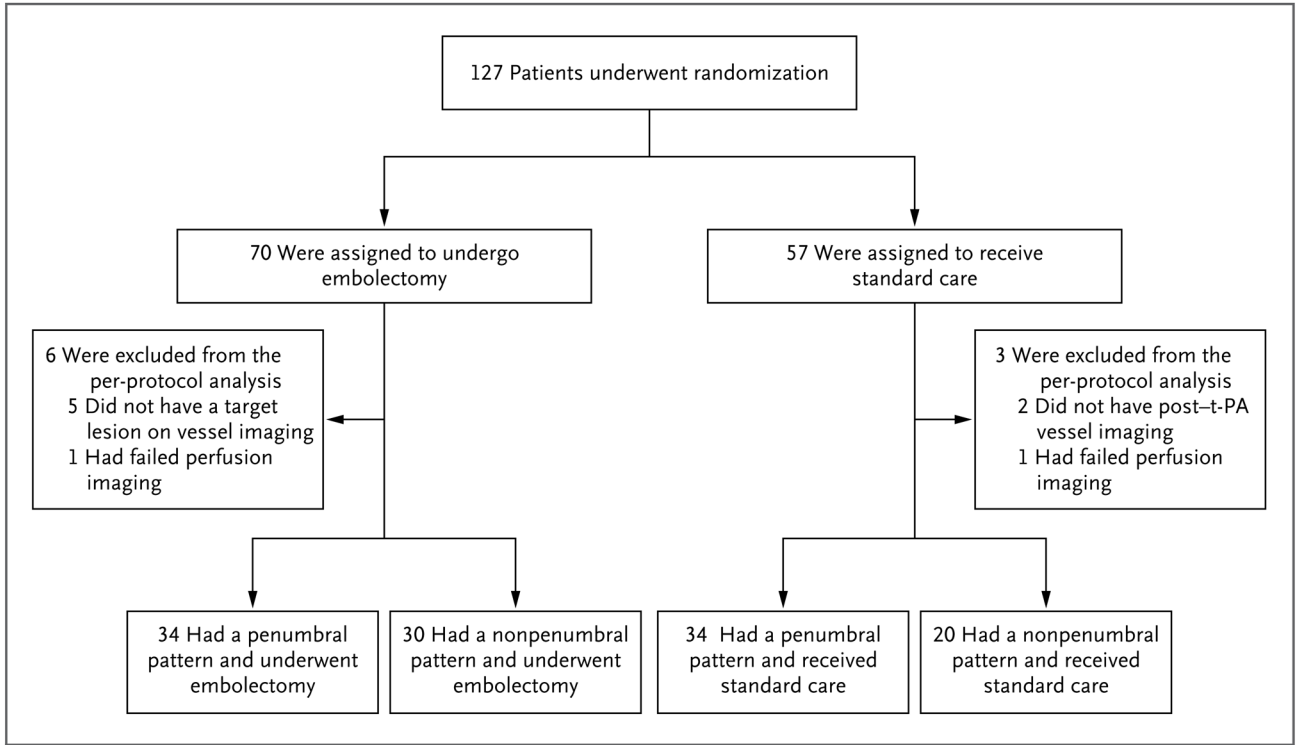 127 Patients underwent randomization
70 Were assigned to undergo
embolectomy
57 Were assigned to receive
standard care
6 Were excluded from the
per-protocol analysis
5 Did not have a target
lesion on vessel imaging
1 Had failed perfusion
imaging
3 Were excluded from the
per-protocol analysis
2 Did not have post–t-PA
vessel imaging
1 Had failed perfusion
imaging
34 Had a penumbral
pattern and underwent
embolectomy
30 Had a nonpenumbral
pattern and underwent
embolectomy
34 Had a penumbral
pattern and received
standard care
20 Had a nonpenumbral
pattern and received
standard care